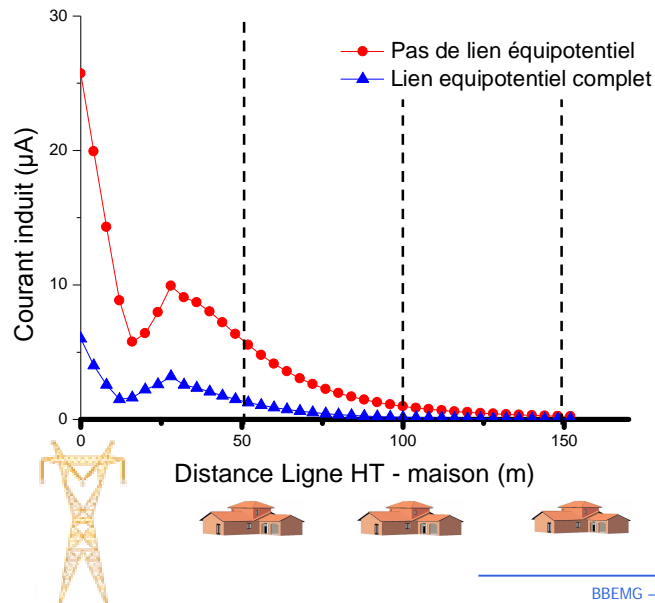 30
Pas de lien équipotentiel
Lien equipotentiel complet
20
Courant induit (µA)
10
0
0
50
100
150
Distance Ligne HT - maison (m)
BBEMG –